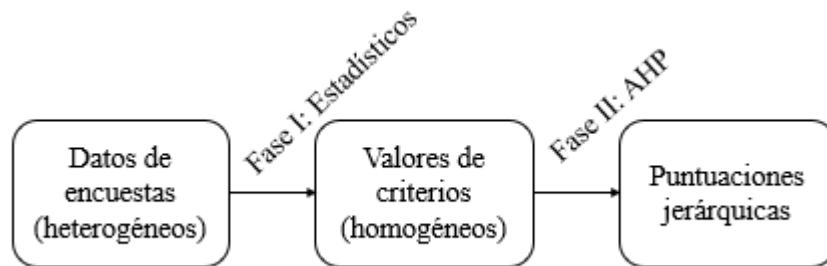 Datos de
encuestas
(heterogéneos)
Fase I: Estadísticos
Valores de
criterios
(homogéneos)
Fase II: AHP
Puntuaciones
jerárquicas